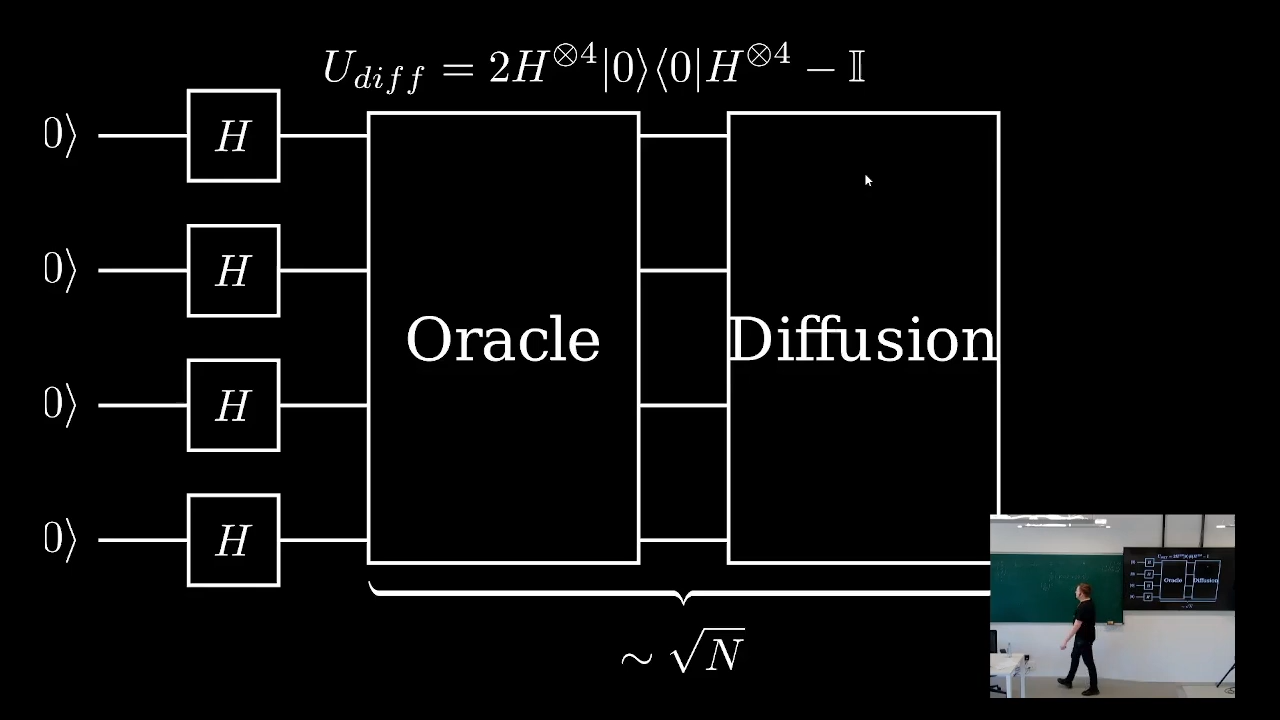 U_{diff} = 2H^{⊗4}|0⟩⟨0|H^{⊗4} − 𝕀
0⟩ H
0⟩ H
Oracle Diffusion
0⟩ H
0⟩ H
∼ √N